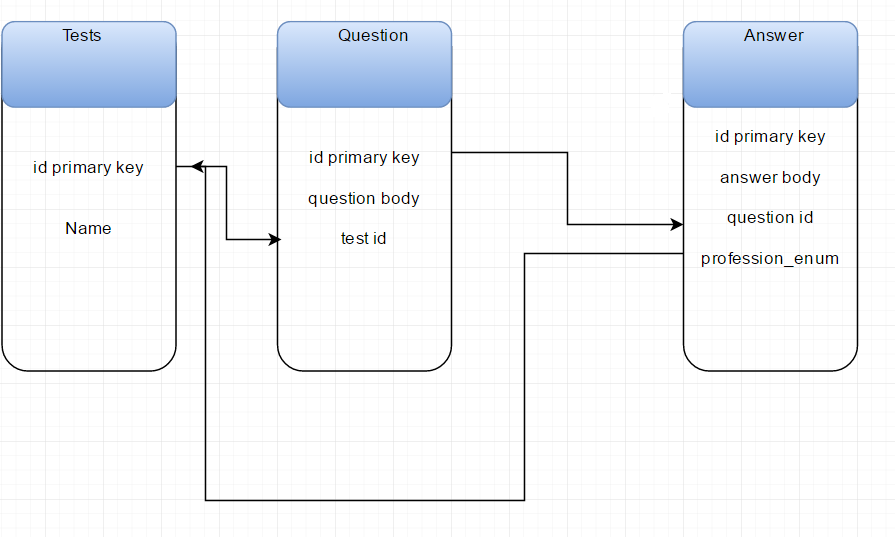 Tests
id primary key
Name
Question
id primary key
question body
test id
Answer
id primary key
answer body
question id
profession_enum